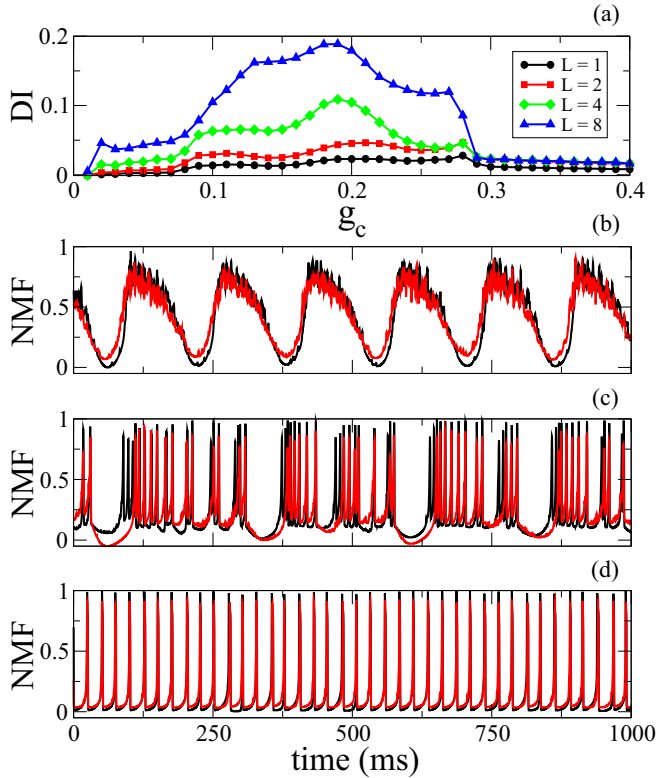 (a)
0.2
0.1
0
DI
L = 1
L = 2
L = 4
L = 8
0 0.1 0.2 0.3 0.4
g_c
(b)
1
0.5
0
NMF
(c)
1
0.5
0
NMF
(d)
1
0.5
0
NMF
0 250 500 750 1000
time (ms)